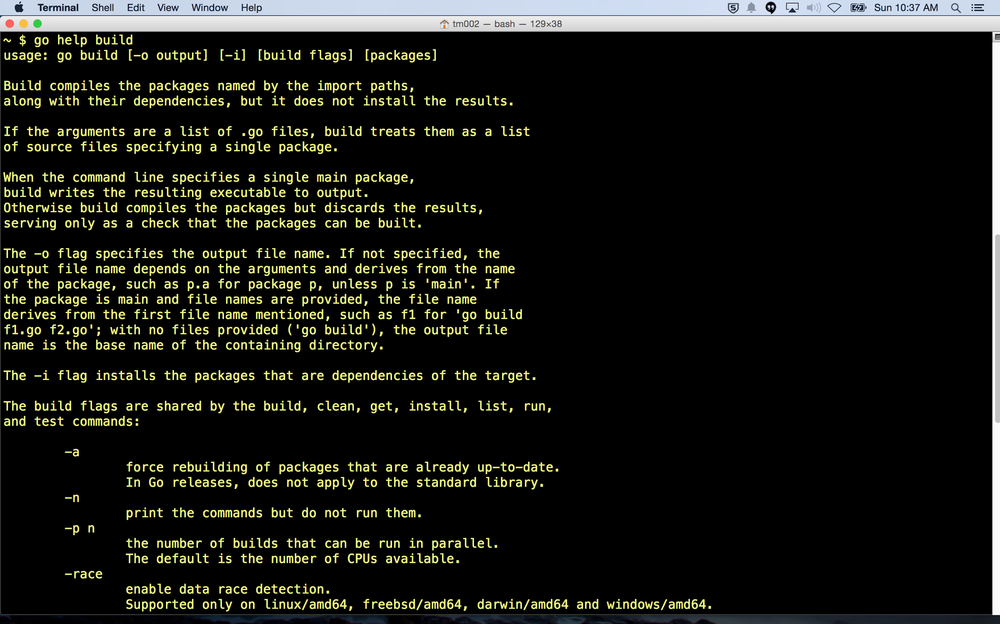 Terminal Shell Edit View Window Help Sun 10:37 AM
tm002 — bash — 129×38
~ $ go help build
usage: go build [-o output] [-i] [build flags] [packages]
Build compiles the packages named by the import paths,
along with their dependencies, but it does not install the results.
If the arguments are a list of .go files, build treats them as a list
of source files specifying a single package.
When the command line specifies a single main package,
build writes the resulting executable to output.
Otherwise build compiles the packages but discards the results,
serving only as a check that the packages can be built.
The -o flag specifies the output file name. If not specified, the
output file name depends on the arguments and derives from the name
of the package, such as p.a for package p, unless p is 'main'. If
the package is main and file names are provided, the file name
derives from the first file name mentioned, such as f1 for 'go build
f1.go f2.go'; with no files provided ('go build'), the output file
name is the base name of the containing directory.
The -i flag installs the packages that are dependencies of the target.
The build flags are shared by the build, clean, get, install, list, run,
and test commands:
-a
force rebuilding of packages that are already up-to-date.
In Go releases, does not apply to the standard library.
-n
print the commands but do not run them.
-p n
the number of builds that can be run in parallel.
The default is the number of CPUs available.
-race
enable data race detection.
Supported only on linux/amd64, freebsd/amd64, darwin/amd64 and windows/amd64.